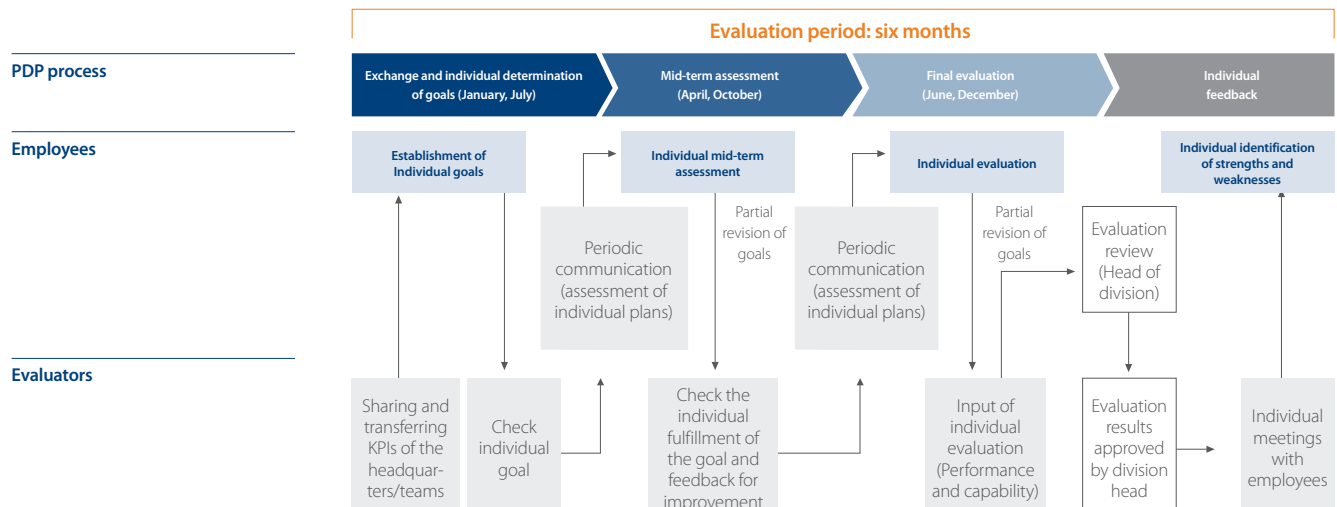 Evaluation period: six months
PDP process
Exchange and individual determination
of goals (January, July)
Mid-term assessment
(April, October)
Final evaluation
(June, December)
Individual
feedback
Employees
Establishment of
Individual goals
Individual mid-term
assessment
Individual evaluation
Individual identification
of strengths and
weaknesses
Periodic
communication
(assessment of
individual plans)
Partial
revision of
goals
Periodic
communication
(assessment of
individual plans)
Partial
revision of
goals
Evaluation
review
(Head of
division)
Evaluators
Sharing and
transferring
KPIs of the
headquar-
ters/teams
Check
individual
goal
Check the
individual
fulfillment of
the goal and
feedback for
improvement
Input of
individual
evaluation
(Performance
and capability)
Evaluation
results
approved
by division
head
Individual
meetings
with
employees